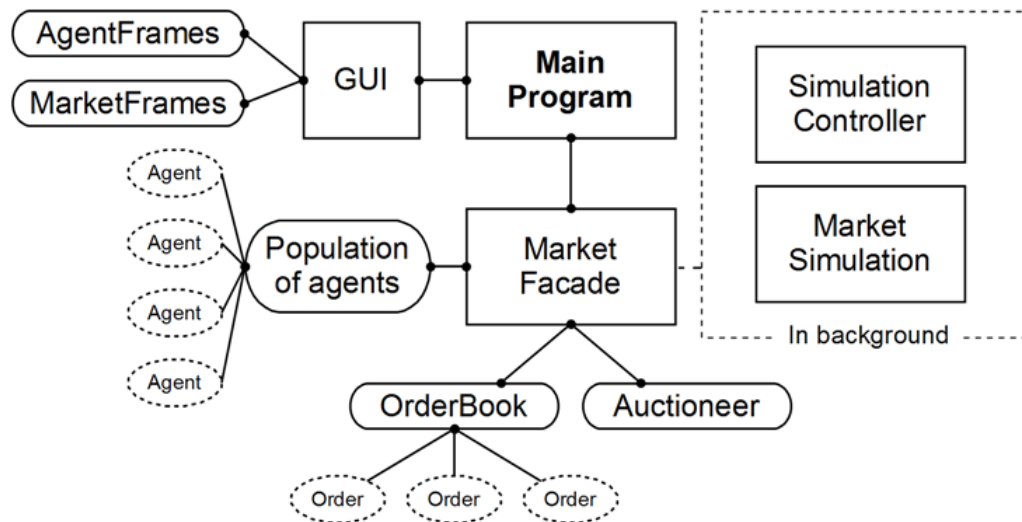 AgentFrames
MarketFrames
GUI
Main
Program
Simulation
Controller
Market
Simulation
In background
Agent
Agent
Agent
Agent
Population
of agents
Market
Facade
OrderBook
Auctioneer
Order
Order
Order